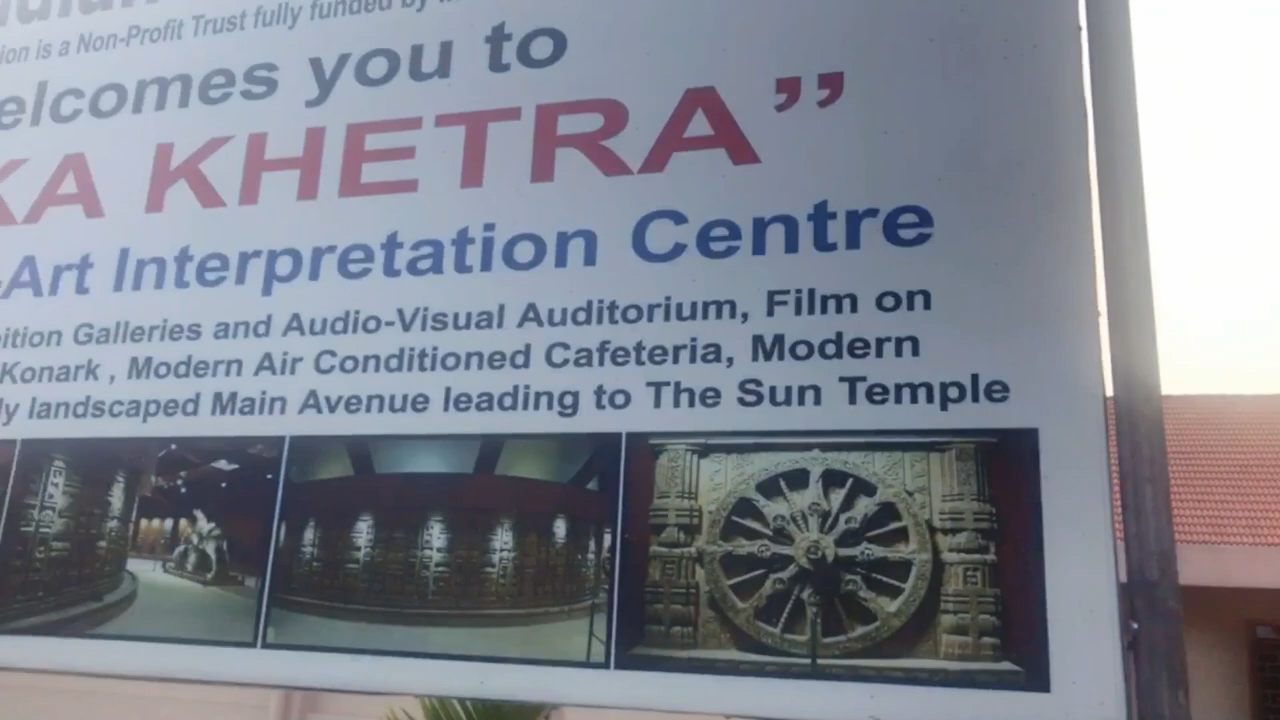 ion is a Non-Profit Trust fully funded by
elcomes you to
KA KHETRA”
-Art Interpretation Centre
ition Galleries and Audio-Visual Auditorium, Film on
Konark , Modern Air Conditioned Cafeteria, Modern
ly landscaped Main Avenue leading to The Sun Temple